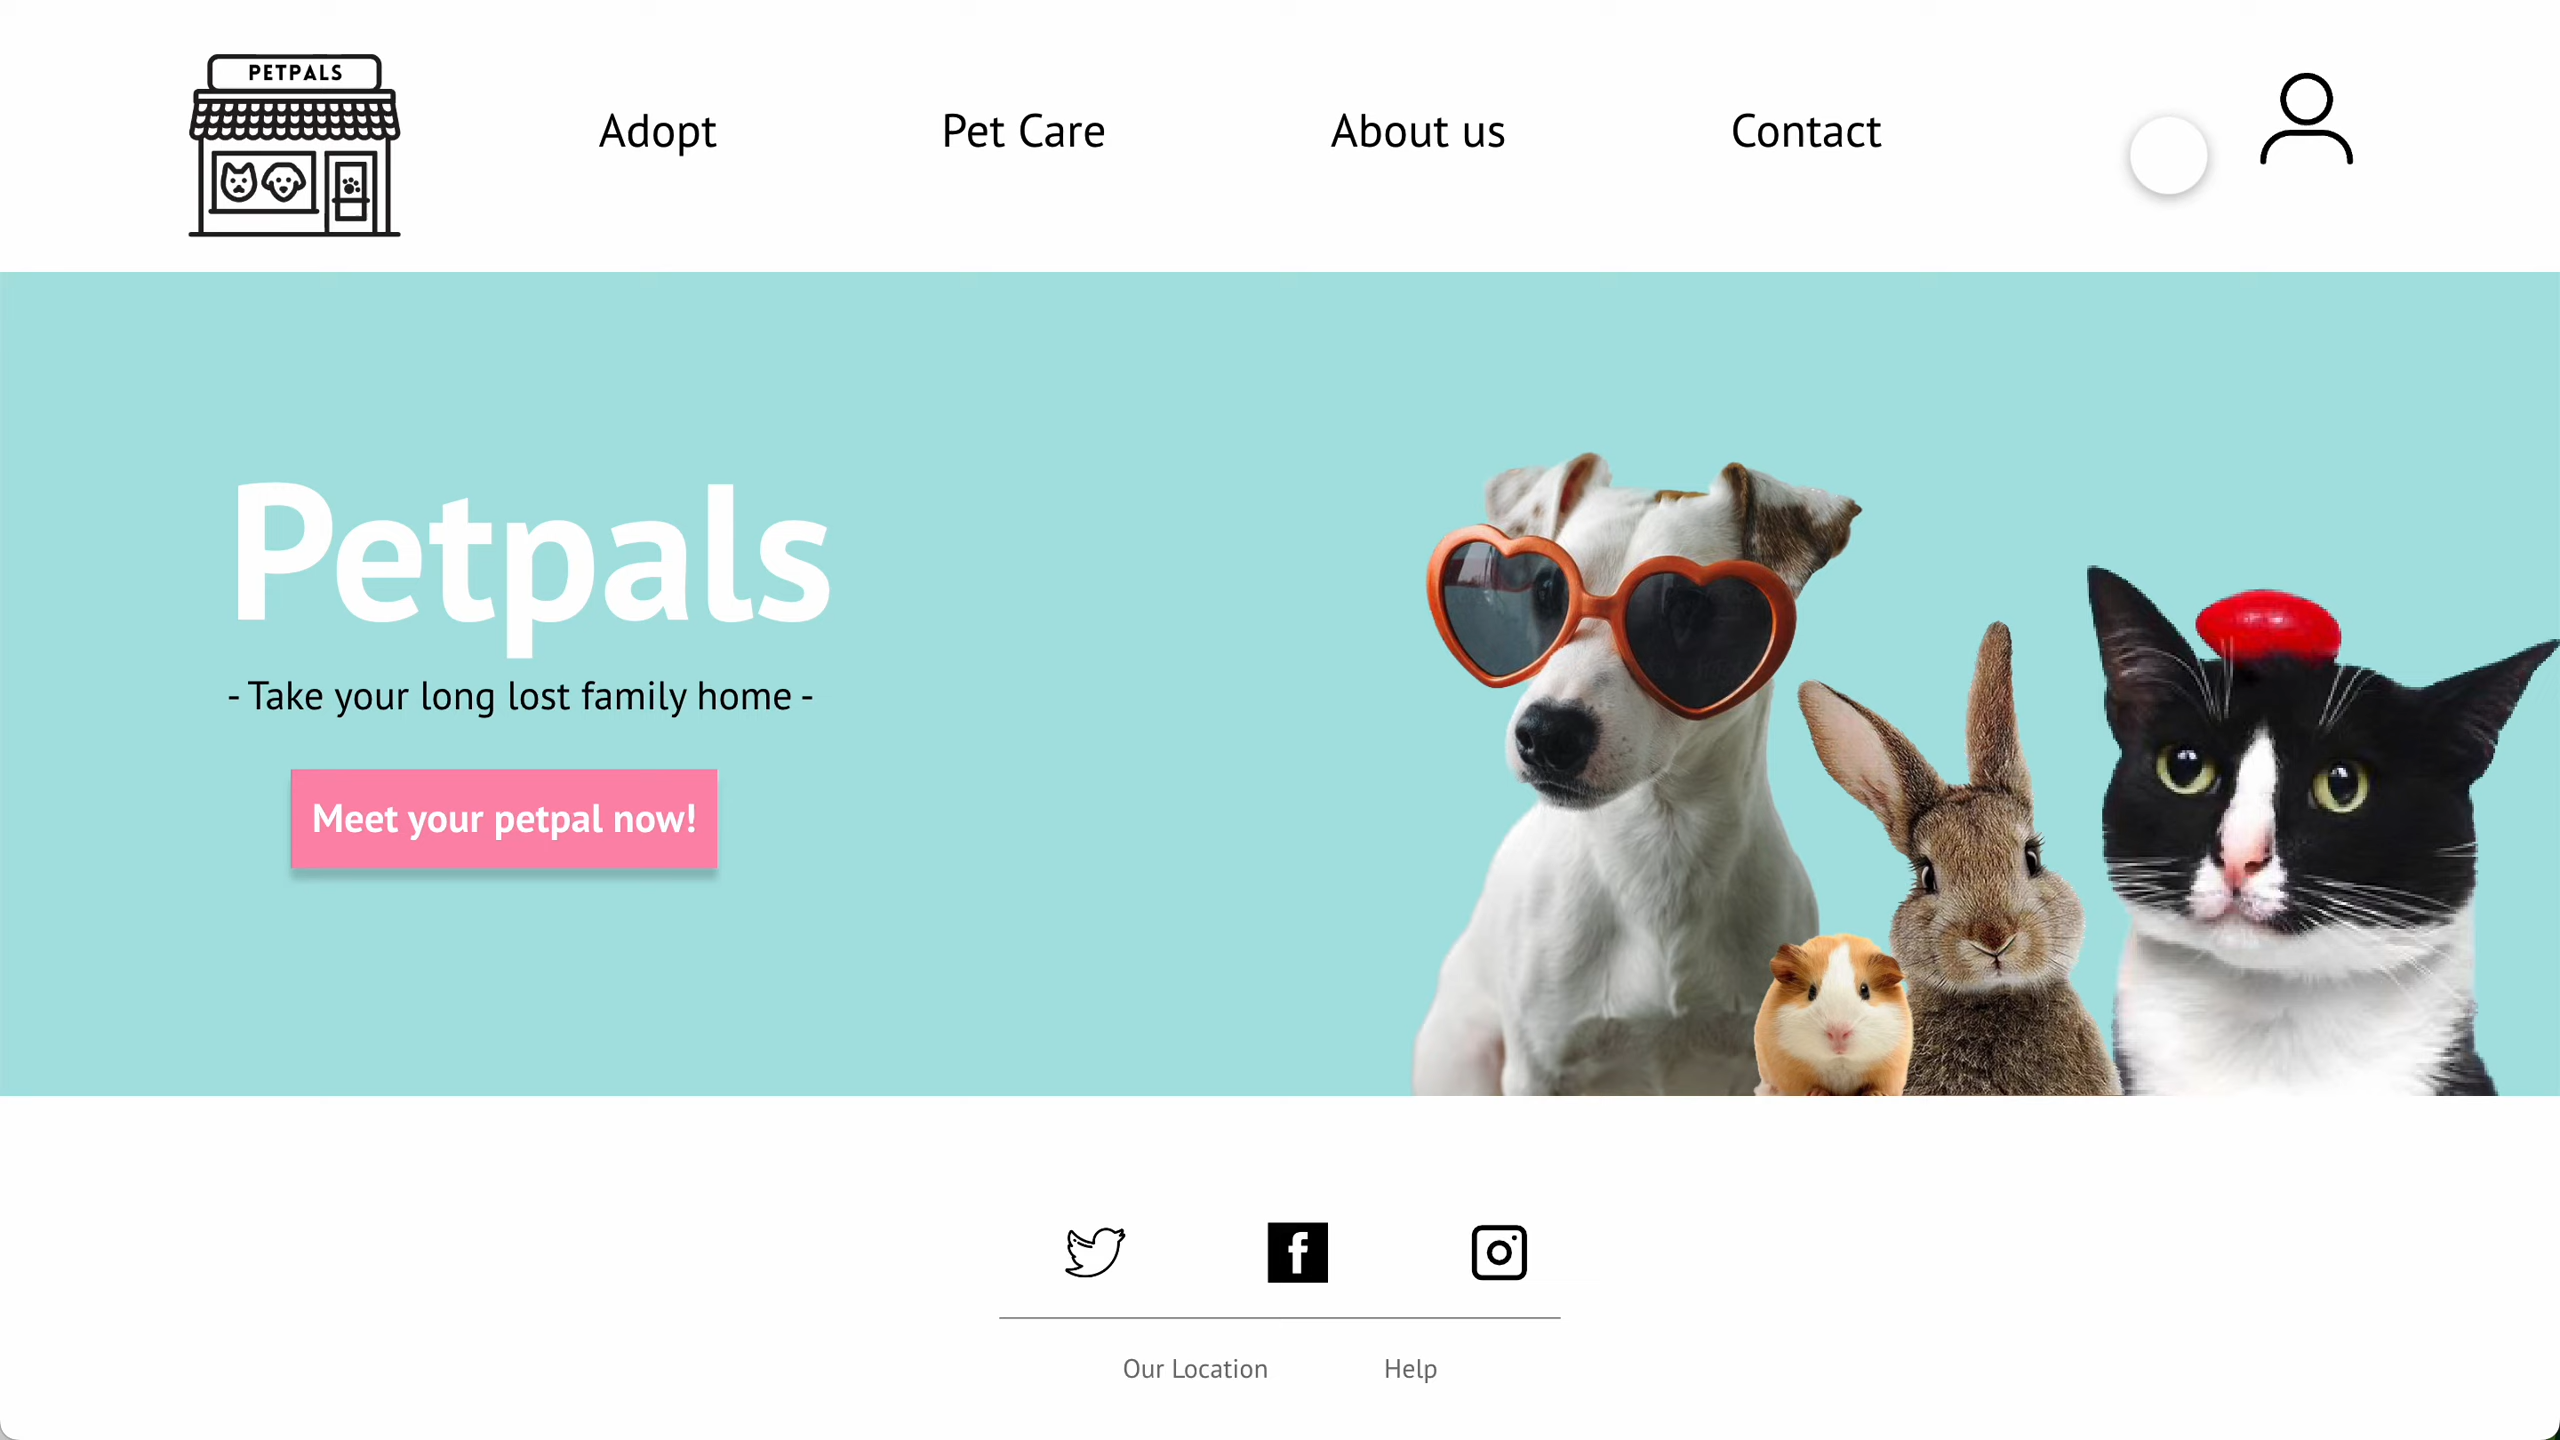 PETPALS
Adopt
Pet Care
About us
Contact
Petpals
- Take your long lost family home -
Meet your petpal now!
f
Our Location
Help